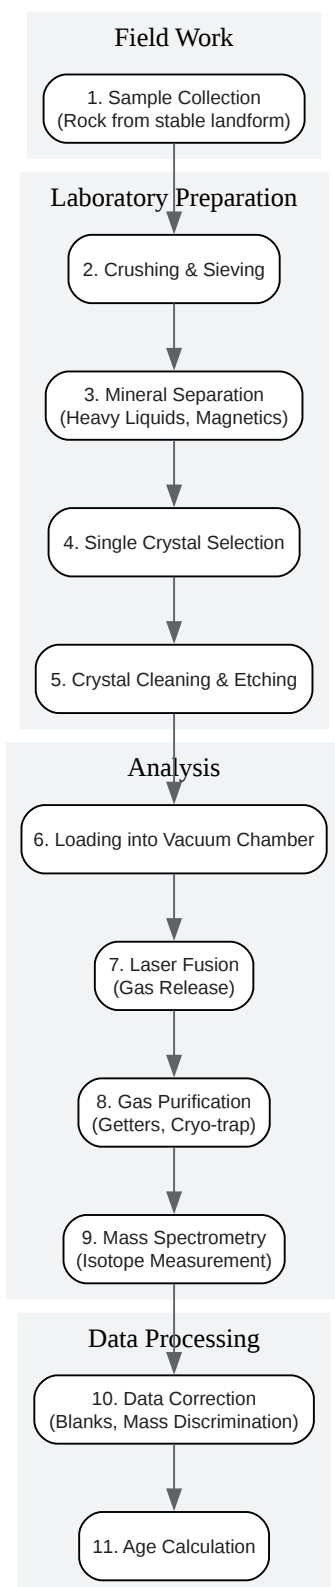 Field Work
1. Sample Collection
(Rock from stable landform)
Laboratory Preparation
2. Crushing & Sieving
3. Mineral Separation
(Heavy Liquids, Magnetics)
4. Single Crystal Selection
5. Crystal Cleaning & Etching
Analysis
6. Loading into Vacuum Chamber
7. Laser Fusion
(Gas Release)
8. Gas Purification
(Getters, Cryo-trap)
9. Mass Spectrometry
(Isotope Measurement)
Data Processing
10. Data Correction
(Blanks, Mass Discrimination)
11. Age Calculation